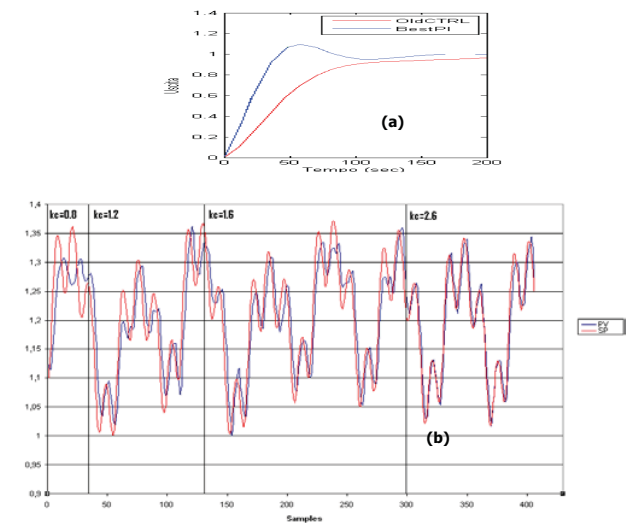 1.4
OldCTRL
BestPI
1.2
1
0.8
0.6
0.4
0.2
0
Uscita
(a)
0 50 100 150 200
Tempo (sec)
1,4
kc=0.8 kc=1.2 kc=1.6 kc=2.6
1,35
1,3
1,25
1,2
1,15
1,1
1,05
1
0,95
0,9
(b)
PV
SP
0 50 100 150 200 250 300 350 400
Samples